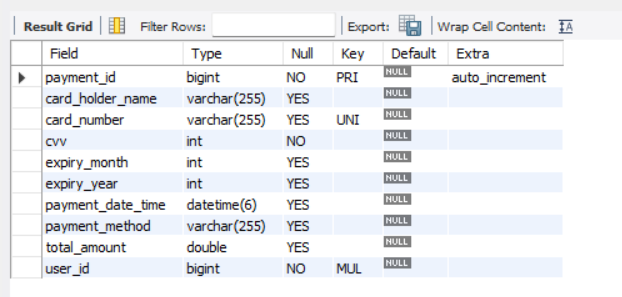 Result Grid Filter Rows: Export: Wrap Cell Content: IA
Field Type Null Key Default Extra
payment_id bigint NO PRI NULL auto_increment
card_holder_name varchar(255) YES NULL
card_number varchar(255) YES UNI NULL
cvv int NO NULL
expiry_month int YES NULL
expiry_year int YES NULL
payment_date_time datetime(6) YES NULL
payment_method varchar(255) YES NULL
total_amount double YES NULL
user_id bigint NO MUL NULL